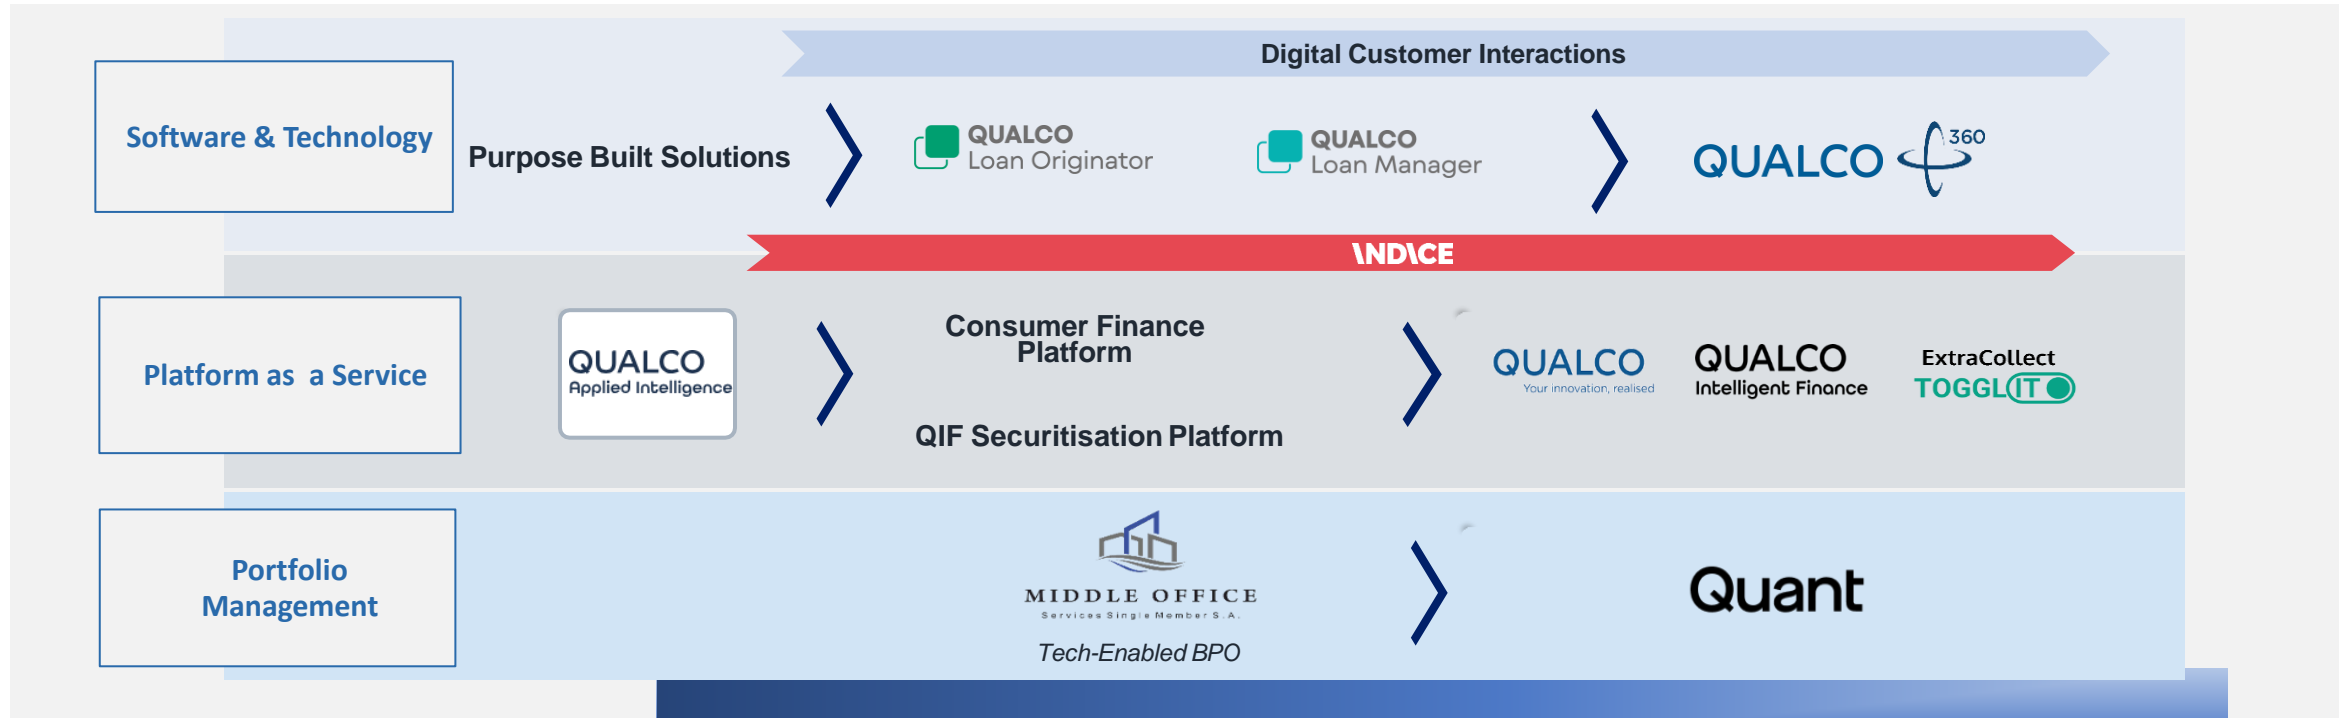 Digital Customer Interactions
Software & Technology
Purpose Built Solutions
QUALCO
Loan Originator
QUALCO
Loan Manager
QUALCO 360
INDICE
Platform as a Service
QUALCO
Applied Intelligence
Consumer Finance
Platform
QIF Securitisation Platform
QUALCO
Your innovation, realised
QUALCO
Intelligent Finance
ExtraCollect
TOGGLIT
Portfolio
Management
MIDDLE OFFICE
Services Single Member S.A.
Tech-Enabled BPO
Quant